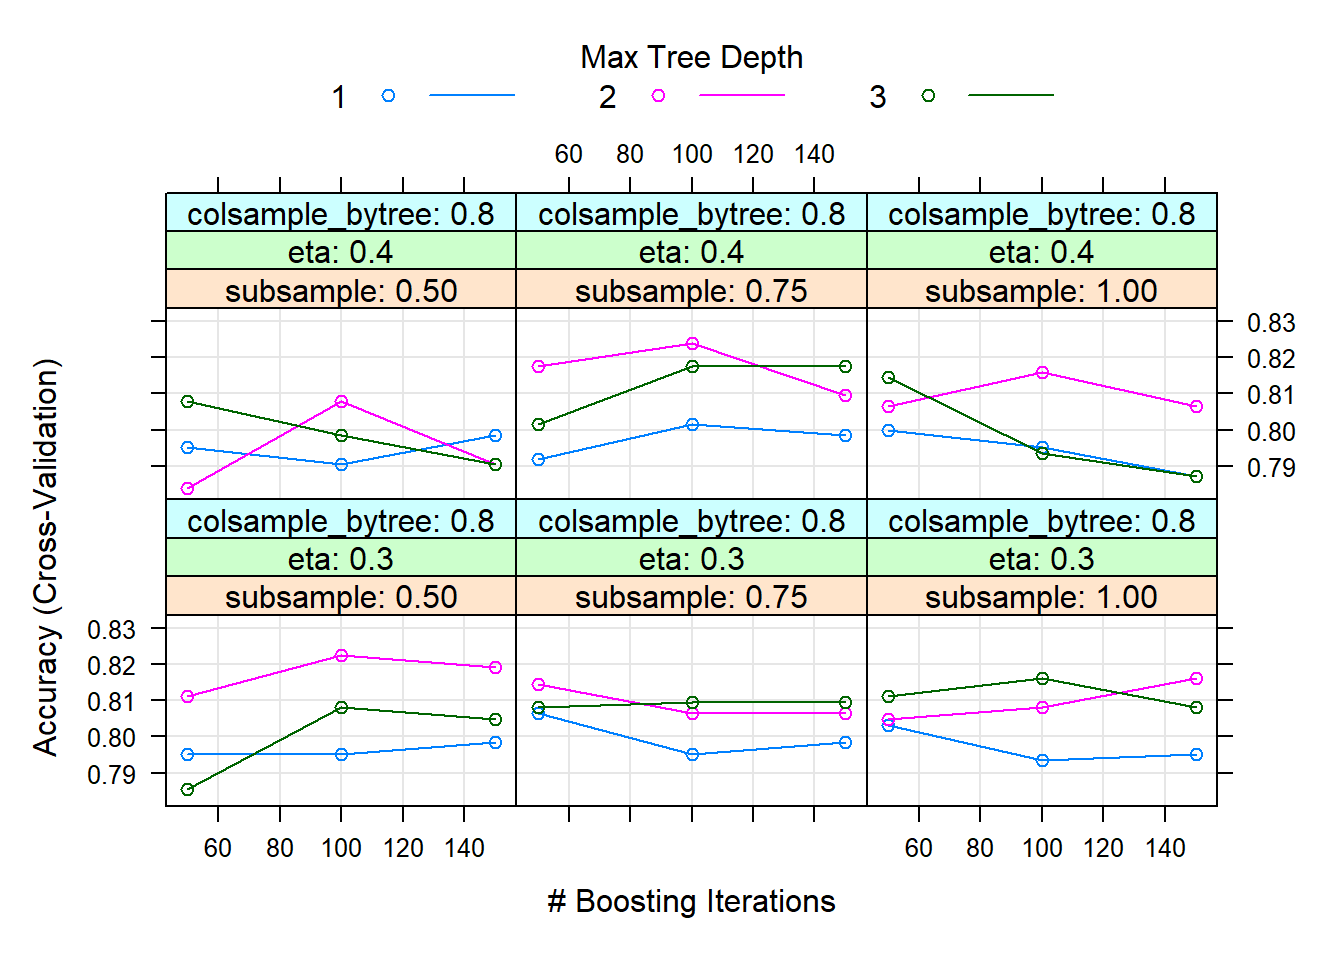 Max Tree Depth
1 2 3
60 80 100 120 140
colsample_bytree: 0.8 colsample_bytree: 0.8 colsample_bytree: 0.8
eta: 0.4 eta: 0.4 eta: 0.4
subsample: 0.50 subsample: 0.75 subsample: 1.00
0.83
0.82
0.81
0.80
0.79
colsample_bytree: 0.8 colsample_bytree: 0.8 colsample_bytree: 0.8
eta: 0.3 eta: 0.3 eta: 0.3
subsample: 0.50 subsample: 0.75 subsample: 1.00
0.83
0.82
0.81
0.80
0.79
Accuracy (Cross-Validation)
60 80 100 120 140 60 80 100 120 140
# Boosting Iterations